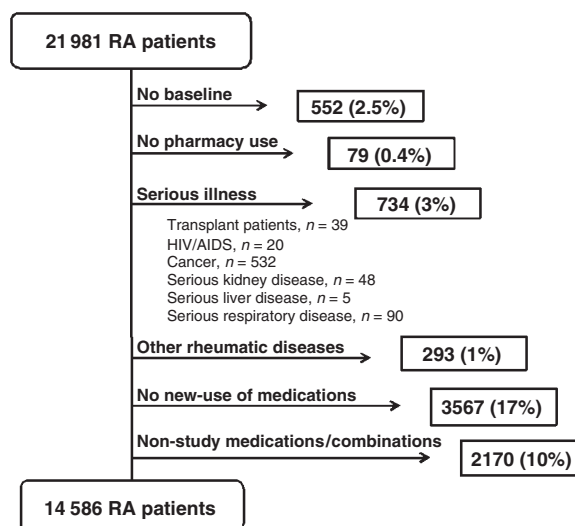 21 981 RA patients
No baseline
552 (2.5%)
No pharmacy use
79 (0.4%)
Serious illness
734 (3%)
Transplant patients, n = 39
HIV/AIDS, n = 20
Cancer, n = 532
Serious kidney disease, n = 48
Serious liver disease, n = 5
Serious respiratory disease, n = 90
Other rheumatic diseases
293 (1%)
No new-use of medications
3567 (17%)
Non-study medications/combinations
2170 (10%)
14 586 RA patients